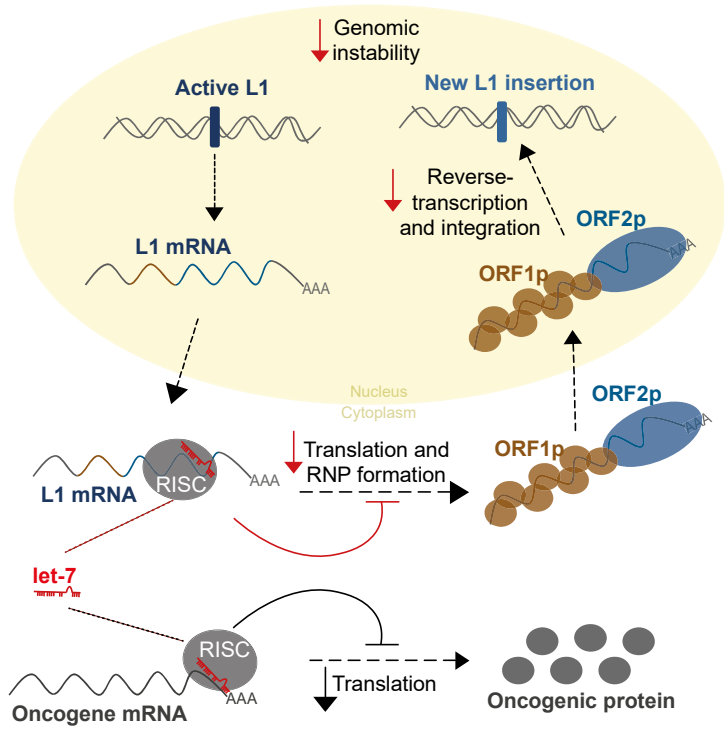 Genomic
instability
Active L1
New L1 insertion
Reverse-
transcription
and integration
ORF2p
AAA
L1 mRNA
ORF1p
AAA
Nucleus
Cytoplasm
ORF2p
AAA
Translation and
RNP formation
ORF1p
RISC
AAA
L1 mRNA
let-7
RISC
AAA
Translation
Oncogene mRNA
Oncogenic protein